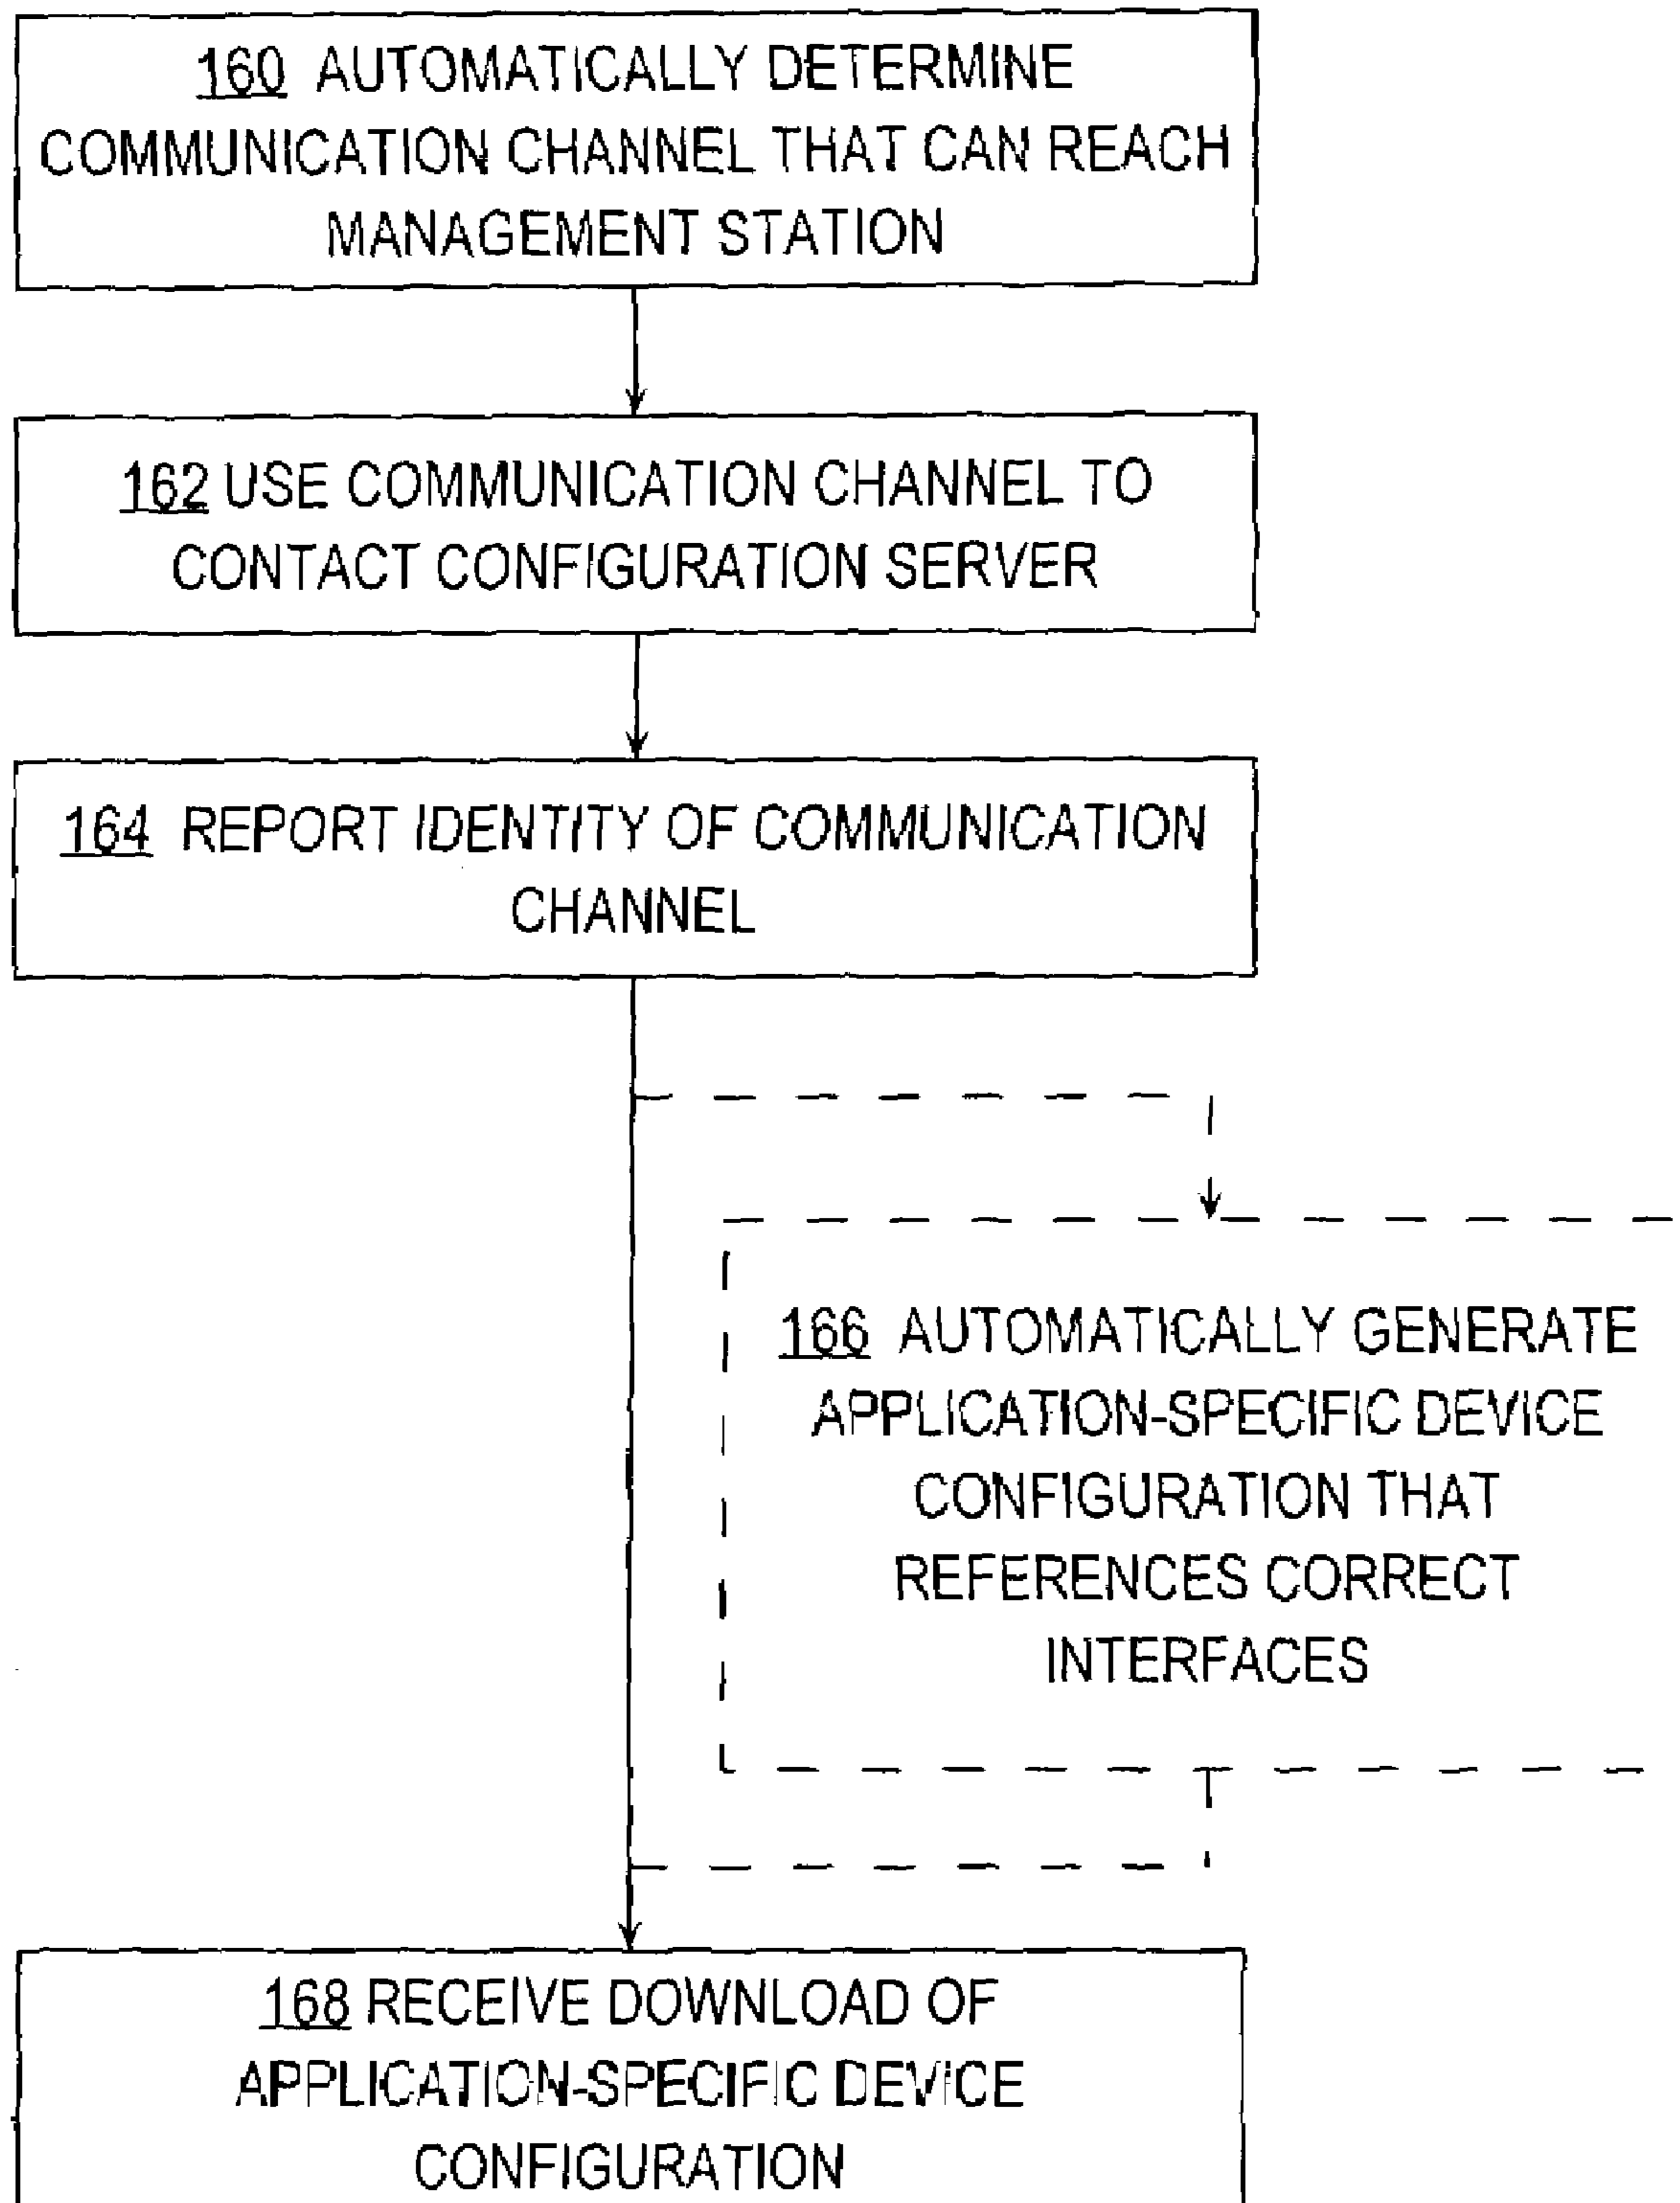 160 AUTOMATICALLY DETERMINE
COMMUNICATION CHANNEL THAT CAN REACH
MANAGEMENT STATION
162 USE COMMUNICATION CHANNEL TO
CONTACT CONFIGURATION SERVER
164 REPORT IDENTITY OF COMMUNICATION
CHANNEL
166 AUTOMATICALLY GENERATE
APPLICATION-SPECIFIC DEVICE
CONFIGURATION THAT
REFERENCES CORRECT
INTERFACES
168 RECEIVE DOWNLOAD OF
APPLICATION-SPECIFIC DEVICE
CONFIGURATION